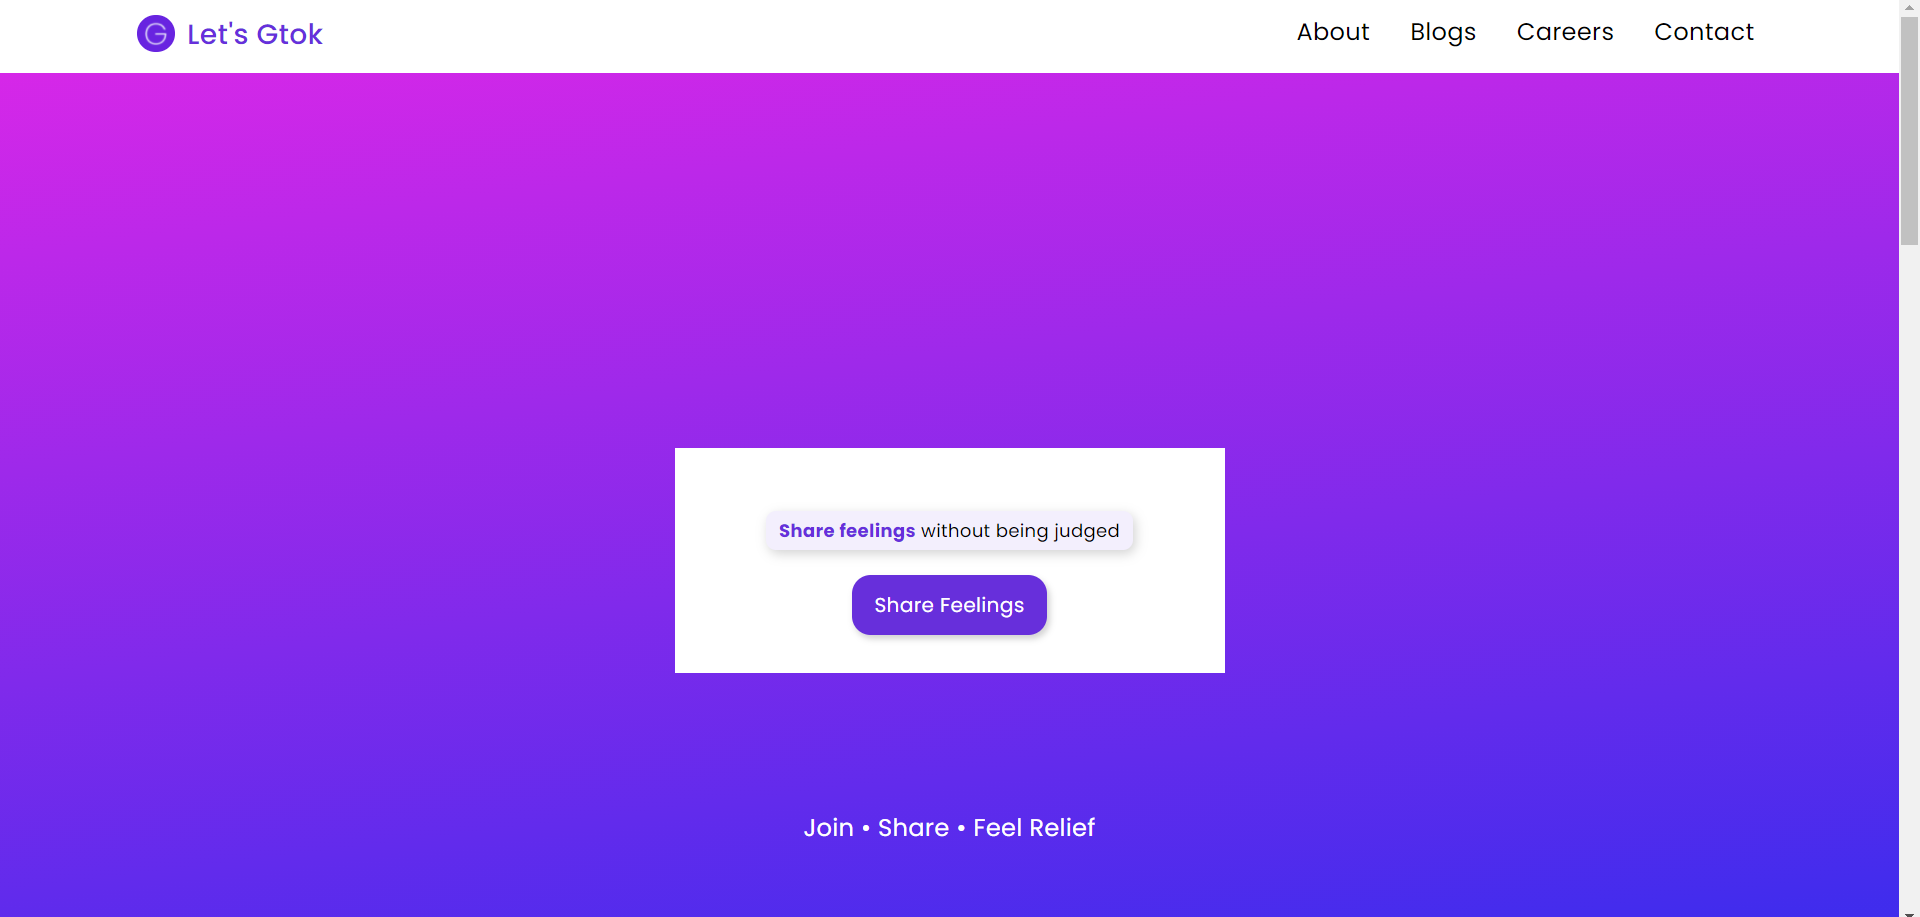 G Let's Gtok
About Blogs Careers Contact
Share feelings without being judged
Share Feelings
Join • Share • Feel Relief